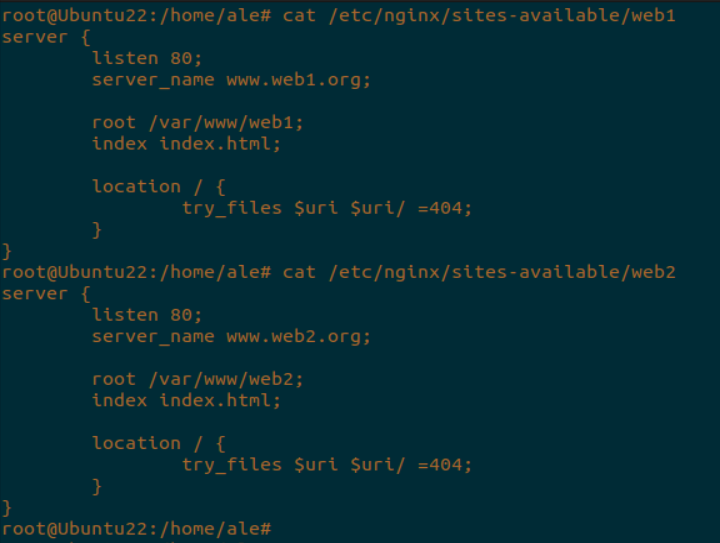 root@Ubuntu22:/home/ale# cat /etc/nginx/sites-available/web1
server {
        listen 80;
        server_name www.web1.org;

        root /var/www/web1;
        index index.html;

        location / {
                try_files $uri $uri/ =404;
        }
}
root@Ubuntu22:/home/ale# cat /etc/nginx/sites-available/web2
server {
        listen 80;
        server_name www.web2.org;

        root /var/www/web2;
        index index.html;

        location / {
                try_files $uri $uri/ =404;
        }
}
root@Ubuntu22:/home/ale#